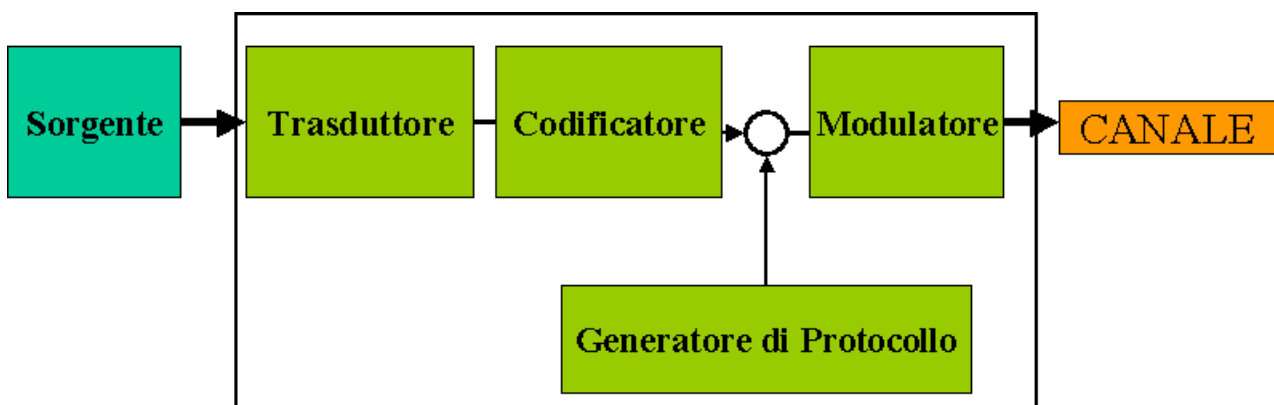 Sorgente
Trasduttore
Codificatore
Modulatore
CANALE
Generatore di Protocollo